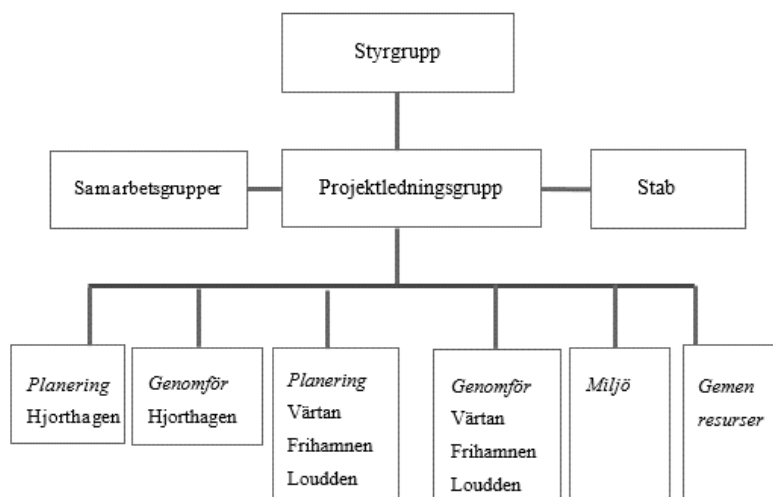 Styrgrupp
Samarbetsgrupper
Projektledningsgrupp
Stab
Planering
Hjorthagen
Genomför
Hjorthagen
Planering
Värtan
Frihamnen
Loudden
Genomför
Värtan
Frihamnen
Loudden
Miljö
Gemen
resurser